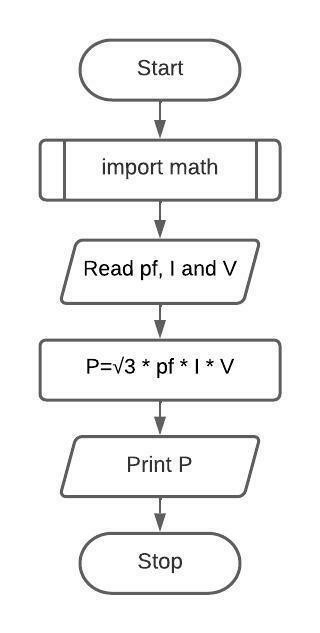 Start
import math
Read pf, I and V
P=√3 * pf * I * V
Print P
Stop